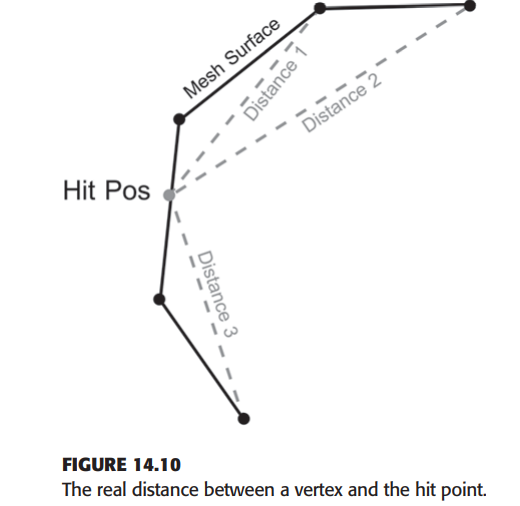 Mesh Surface
Distance 1
Distance 2
Hit Pos
Distance 3
FIGURE 14.10
The real distance between a vertex and the hit point.